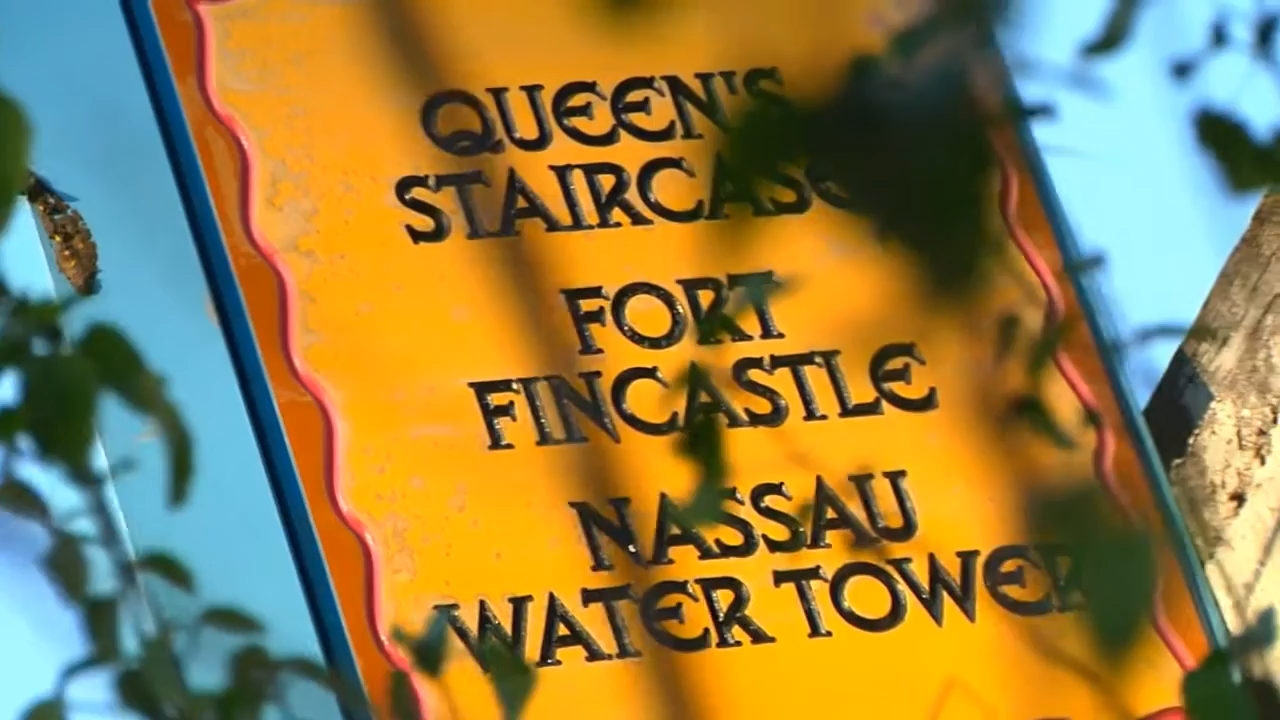 QUEEN'S
STAIRCASE
FORT
FINCASTLE
NASSAU
WATER TOWER